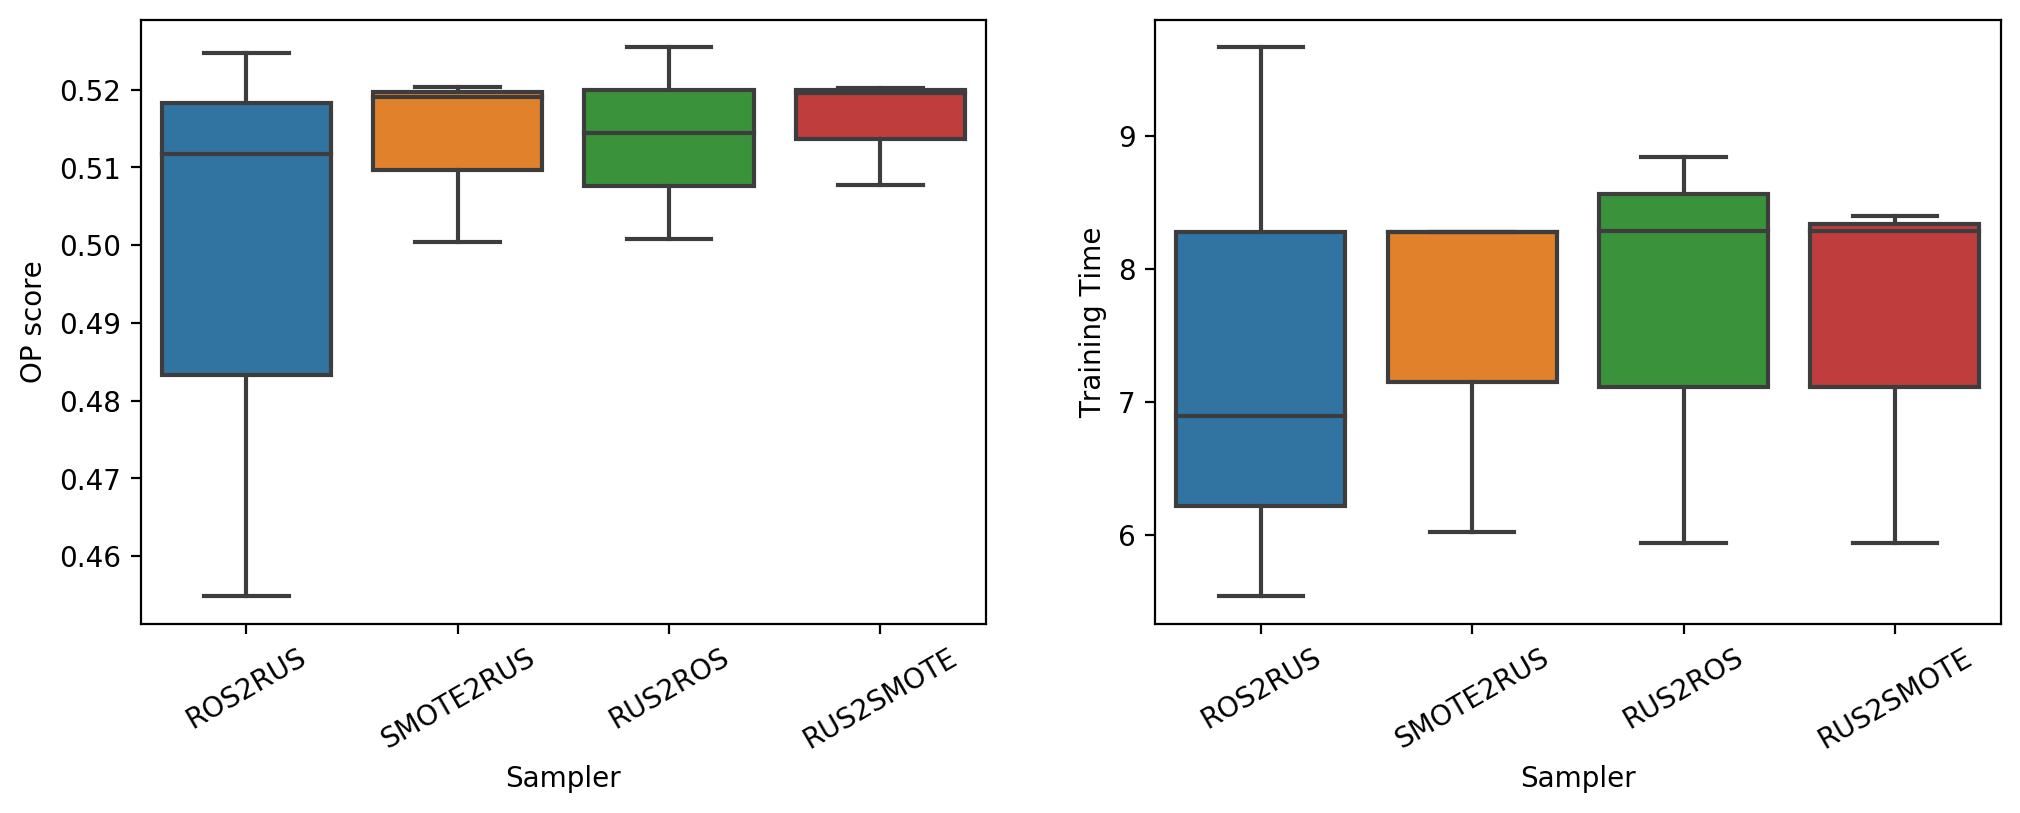 OP score
0.52
0.51
0.50
0.49
0.48
0.47
0.46
ROS2RUS
SMOTE2RUS
RUS2ROS
RUS2SMOTE
Sampler
Training Time
9
8
7
6
ROS2RUS
SMOTE2RUS
RUS2ROS
RUS2SMOTE
Sampler